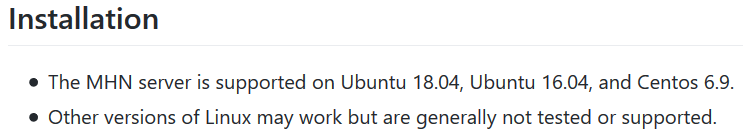 Installation
• The MHN server is supported on Ubuntu 18.04, Ubuntu 16.04, and Centos 6.9.
• Other versions of Linux may work but are generally not tested or supported.